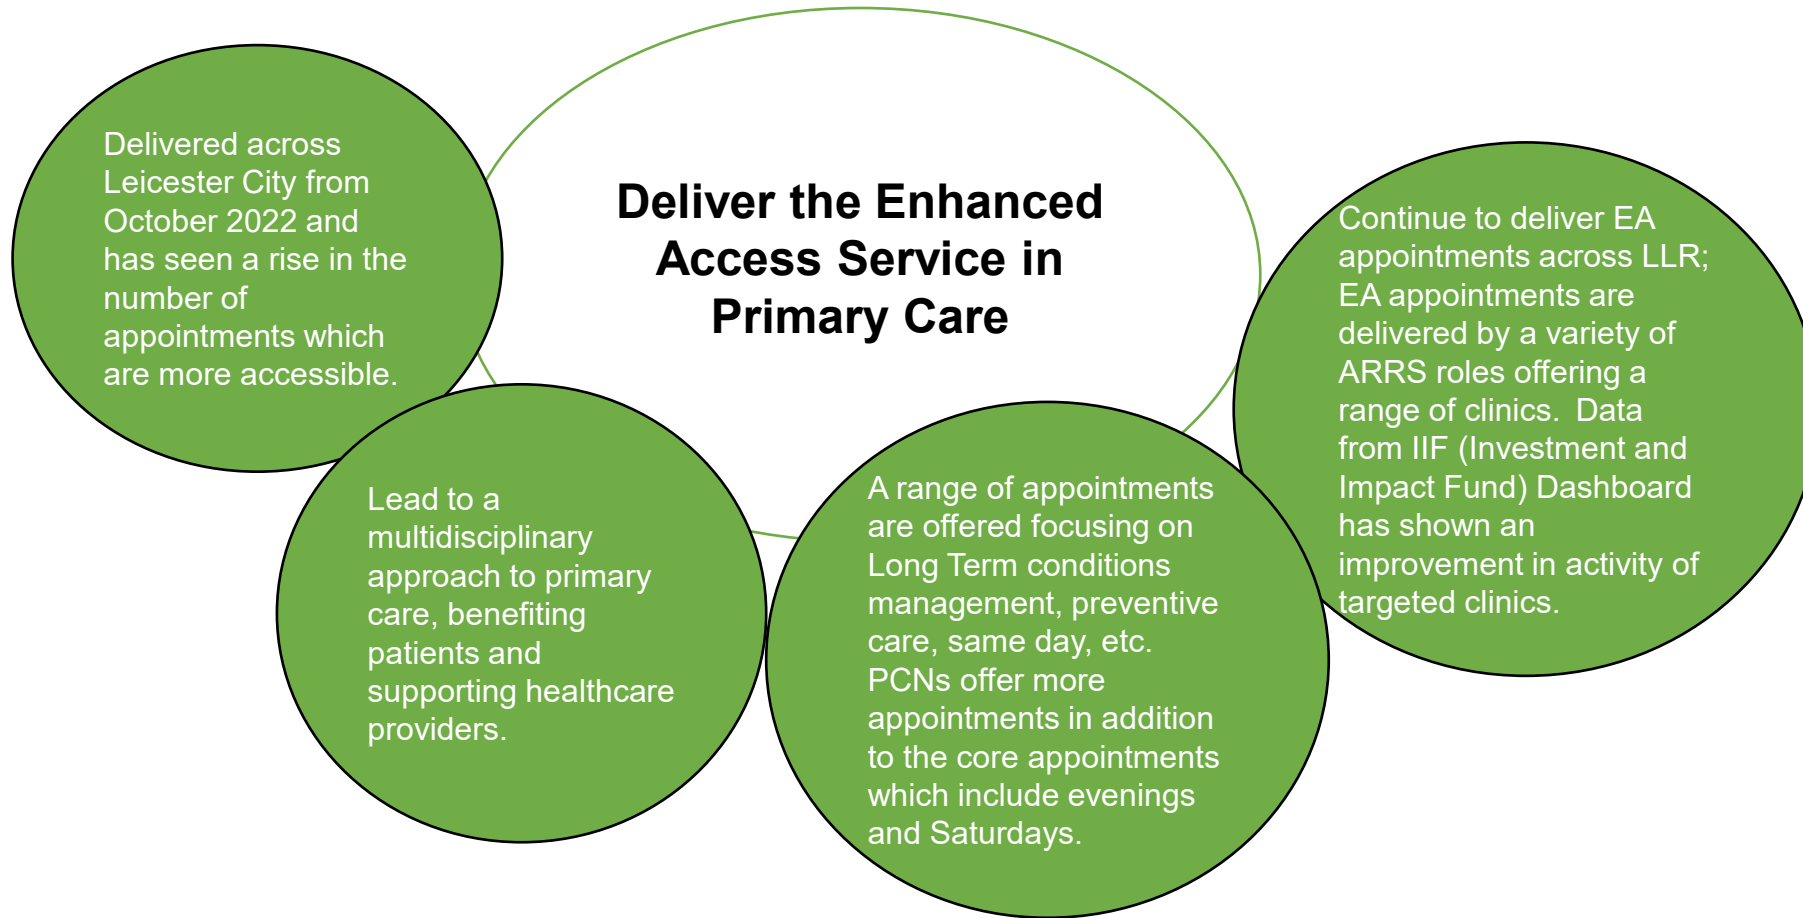 Deliver the Enhanced
Access Service in
Primary Care
Delivered across
Leicester City from
October 2022 and
has seen a rise in the
number of
appointments which
are more accessible.
Lead to a
multidisciplinary
approach to primary
care, benefiting
patients and
supporting healthcare
providers.
A range of appointments
are offered focusing on
Long Term conditions
management, preventive
care, same day, etc.
PCNs offer more
appointments in addition
to the core appointments
which include evenings
and Saturdays.
Continue to deliver EA
appointments across LLR;
EA appointments are
delivered by a variety of
ARRS roles offering a
range of clinics.  Data
from IIF (Investment and
Impact Fund) Dashboard
has shown an
improvement in activity of
targeted clinics.